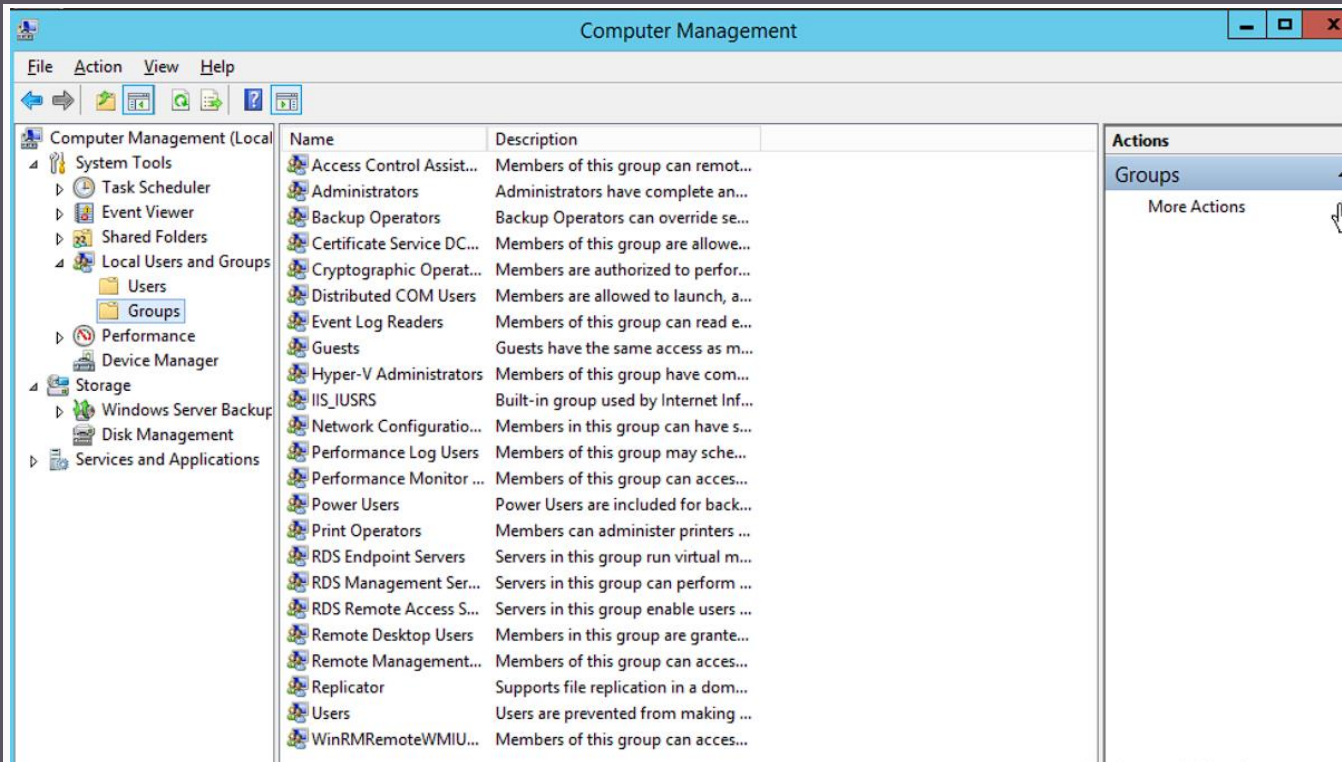 Computer Management
File Action View Help
Computer Management (Local
System Tools
Task Scheduler
Event Viewer
Shared Folders
Local Users and Groups
Users
Groups
Performance
Device Manager
Storage
Windows Server Backup
Disk Management
Services and Applications
Name Description
Access Control Assist... Members of this group can remot...
Administrators Administrators have complete an...
Backup Operators Backup Operators can override se...
Certificate Service DC... Members of this group are allowe...
Cryptographic Operat... Members are authorized to perfor...
Distributed COM Users Members are allowed to launch, a...
Event Log Readers Members of this group can read e...
Guests Guests have the same access as m...
Hyper-V Administrators Members of this group have com...
IIS_IUSRS Built-in group used by Internet Inf...
Network Configuratio... Members in this group can have s...
Performance Log Users Members of this group may sche...
Performance Monitor ... Members of this group can acces...
Power Users Power Users are included for back...
Print Operators Members can administer printers ...
RDS Endpoint Servers Servers in this group run virtual m...
RDS Management Ser... Servers in this group can perform ...
RDS Remote Access S... Servers in this group enable users ...
Remote Desktop Users Members in this group are grante...
Remote Management... Members of this group can acces...
Replicator Supports file replication in a dom...
Users Users are prevented from making ...
WinRMRemoteWMIU... Members of this group can acces...
Actions
Groups
More Actions